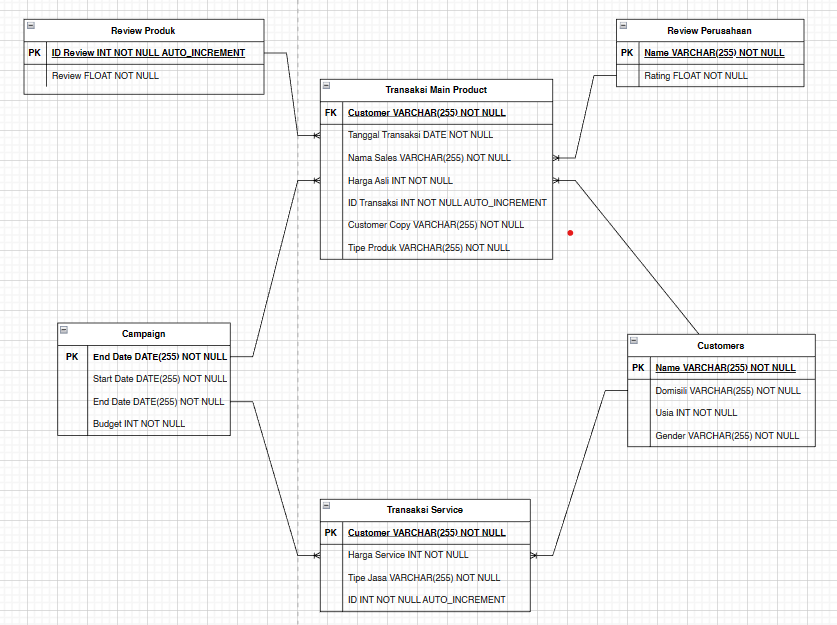 Review Produk
PK ID Review INT NOT NULL AUTO_INCREMENT
Review FLOAT NOT NULL
Review Perusahaan
PK Name VARCHAR(255) NOT NULL
Rating FLOAT NOT NULL
Transaksi Main Product
FK Customer VARCHAR(255) NOT NULL
Tanggal Transaksi DATE NOT NULL
Nama Sales VARCHAR(255) NOT NULL
Harga Asli INT NOT NULL
ID Transaksi INT NOT NULL AUTO_INCREMENT
Customer Copy VARCHAR(255) NOT NULL
Tipe Produk VARCHAR(255) NOT NULL
Campaign
PK End Date DATE(255) NOT NULL
Start Date DATE(255) NOT NULL
End Date DATE(255) NOT NULL
Budget INT NOT NULL
Customers
PK Name VARCHAR(255) NOT NULL
Domisili VARCHAR(255) NOT NULL
Usia INT NOT NULL
Gender VARCHAR(255) NOT NULL
Transaksi Service
PK Customer VARCHAR(255) NOT NULL
Harga Service INT NOT NULL
Tipe Jasa VARCHAR(255) NOT NULL
ID INT NOT NULL AUTO_INCREMENT